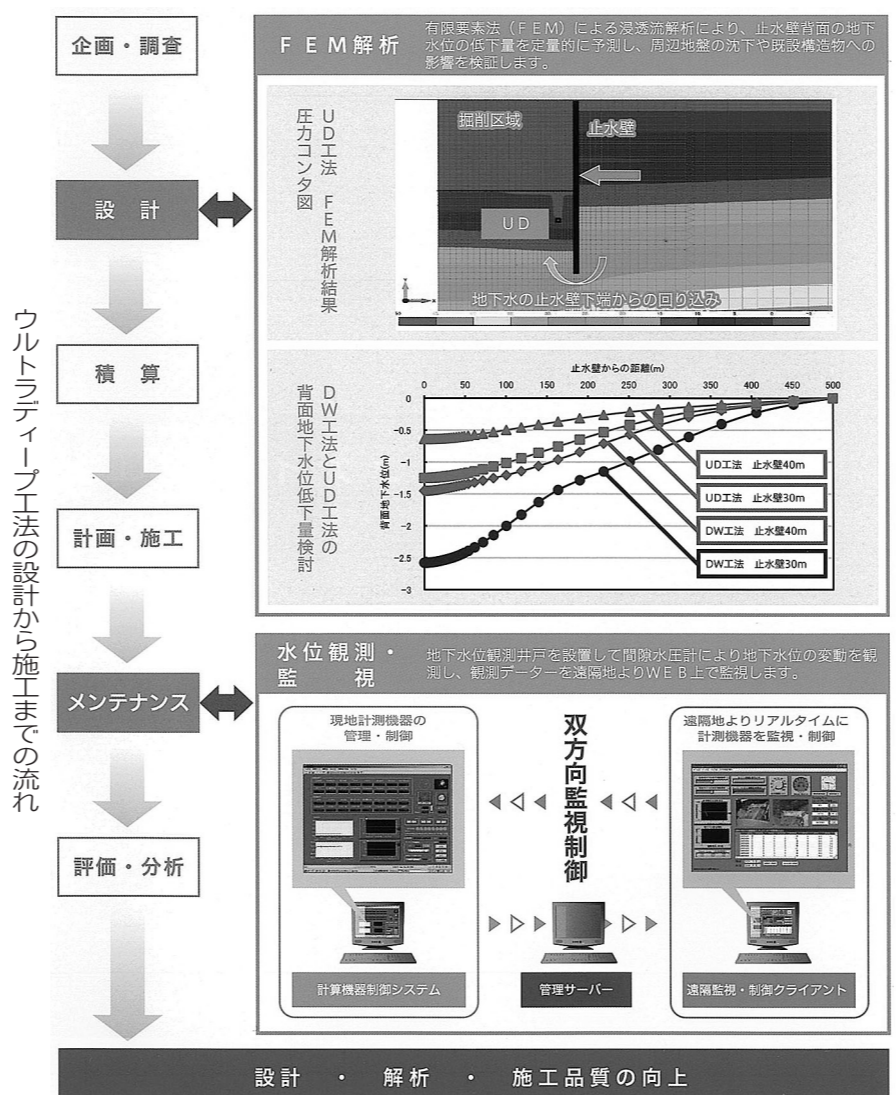 ウルトラディープ工法の設計から施工までの流れ
企画・調査
設 計
積 算
計画・施工
メンテナンス
評価・分析
FEM解析
有限要素法(FEM)による浸透流解析により、止水壁背面の地下
水位の低下量を定量的に予測し、周辺地盤の沈下や既設構造物への
影響を検証します。
UD工法 FEM解析結果
圧力コンタ図
掘削区域
止水壁
UD
地下水の止水壁下端からの回り込み
DW工法とUD工法の
背面地下水位低下量検討
止水壁からの距離(m)
0 50 100 150 200 250 300 350 400 450 500
背面地下水位(m)
0
-0.5
-1
-1.5
-2
-2.5
-3
UD工法 止水壁40m
UD工法 止水壁30m
DW工法 止水壁40m
DW工法 止水壁30m
水位観測・
監 視
地下水位観測井戸を設置して間隙水圧計により地下水位の変動を観
測し、観測データーを遠隔地よりWEB上で監視します。
現地計測機器の
管理・制御
双方向監視制御
遠隔地よりリアルタイムに
計測機器を監視・制御
計算機器制御システム
管理サーバー
遠隔監視・制御クライアント
設計 ・ 解析 ・ 施工品質の向上